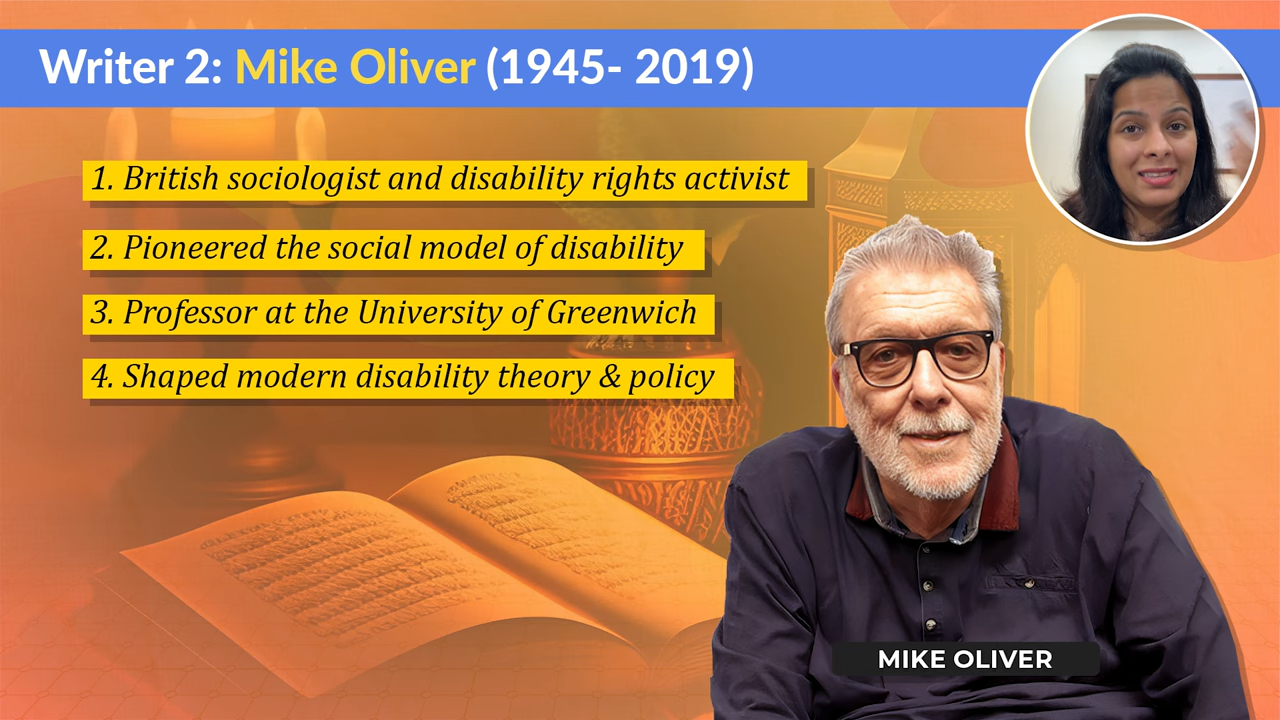 Writer 2: Mike Oliver (1945- 2019)
1. British sociologist and disability rights activist
2. Pioneered the social model of disability
3. Professor at the University of Greenwich
4. Shaped modern disability theory & policy
MIKE OLIVER